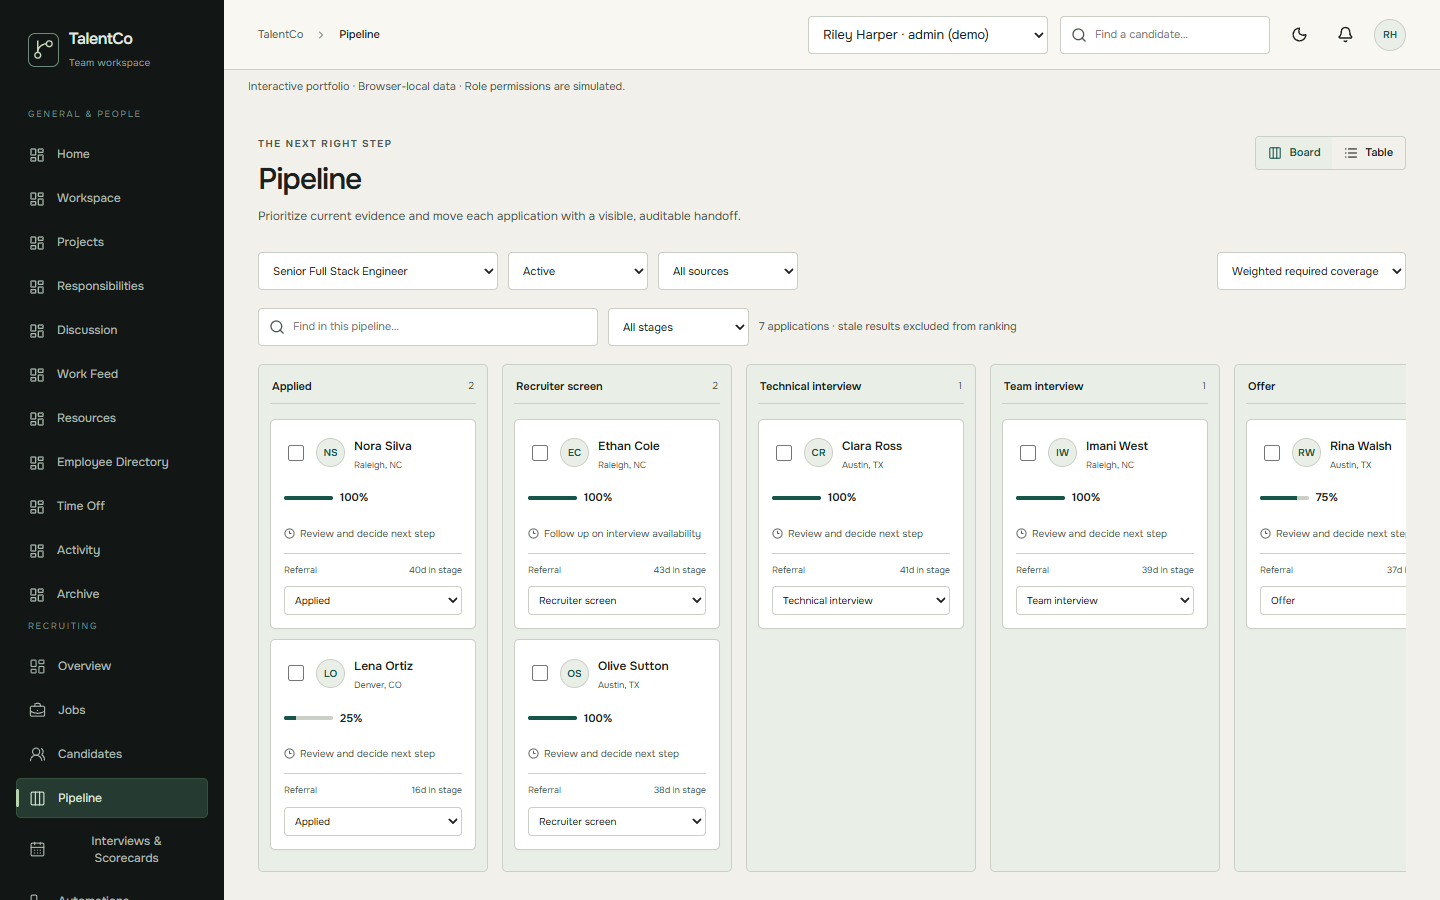 TalentCo
Team workspace
GENERAL & PEOPLE
Home
Workspace
Projects
Responsibilities
Discussion
Work Feed
Resources
Employee Directory
Time Off
Activity
Archive
RECRUITING
Overview
Jobs
Candidates
Pipeline
Interviews &
Scorecards
Automations
TalentCo
Pipeline
Riley Harper · admin (demo)
Find a candidate...
RH
Interactive portfolio · Browser-local data · Role permissions are simulated.
THE NEXT RIGHT STEP
Pipeline
Prioritize current evidence and move each application with a visible, auditable handoff.
Board
Table
Senior Full Stack Engineer
Active
All sources
Weighted required coverage
Find in this pipeline...
All stages
7 applications · stale results excluded from ranking
Applied
2
NS
Nora Silva
Raleigh, NC
100%
Review and decide next step
Referral
40d in stage
Applied
LO
Lena Ortiz
Denver, CO
25%
Review and decide next step
Referral
16d in stage
Applied
Recruiter screen
2
EC
Ethan Cole
Raleigh, NC
100%
Follow up on interview availability
Referral
43d in stage
Recruiter screen
OS
Olive Sutton
Austin, TX
100%
Review and decide next step
Referral
38d in stage
Recruiter screen
Technical interview
1
CR
Clara Ross
Austin, TX
100%
Review and decide next step
Referral
41d in stage
Technical interview
Team interview
1
IW
Imani West
Raleigh, NC
100%
Review and decide next step
Referral
39d in stage
Team interview
Offer
RW
Rina Walsh
Austin, TX
75%
Review and decide next step
Referral
37d
Offer